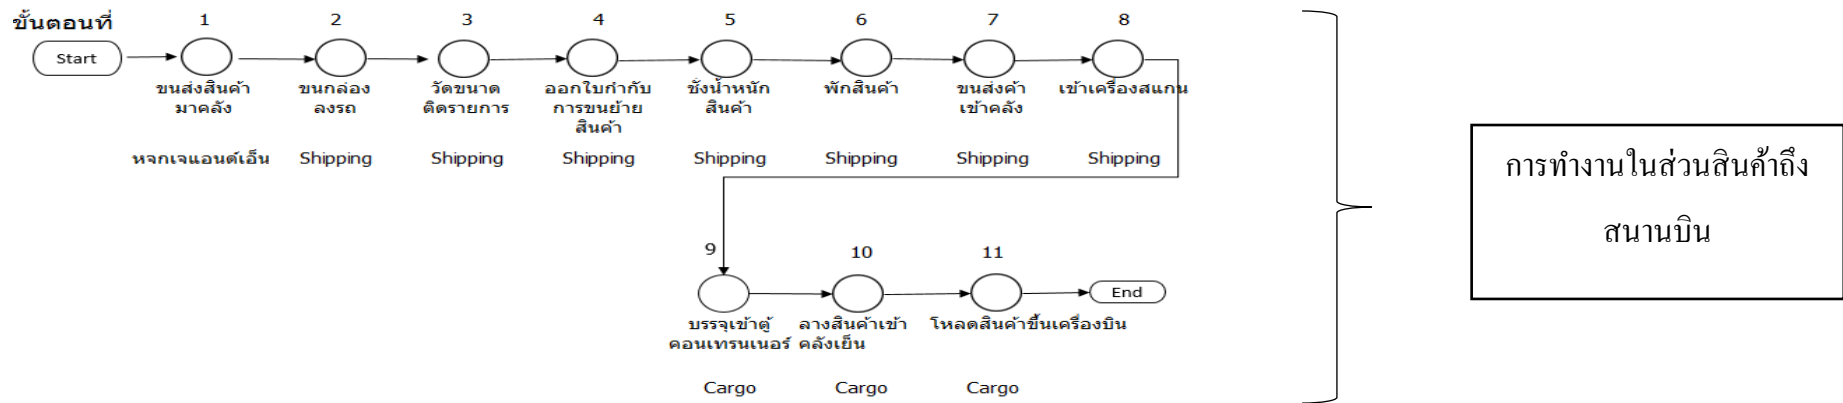 ขั้นตอนที่ 1 2 3 4 5 6 7 8
Start
ขนส่งสินค้า ขนกล่อง วัดขนาด ออกใบกำกับ ชั่งน้ำหนัก พักสินค้า ขนส่งค้า เข้าเครื่องสแกน
มาคลัง ลงรถ ติดรายการ การขนย้าย สินค้า เข้าคลัง
สินค้า
หจกเจแอนด์เอ็น Shipping Shipping Shipping Shipping Shipping Shipping Shipping
การทำงานในส่วนสินค้าถึง
สนานบิน
9 10 11
End
บรรจุเข้าตู้ ลางสินค้าเข้า โหลดสินค้าขึ้นเครื่องบิน
คอนเทรนเนอร์ คลังเย็น
Cargo Cargo Cargo